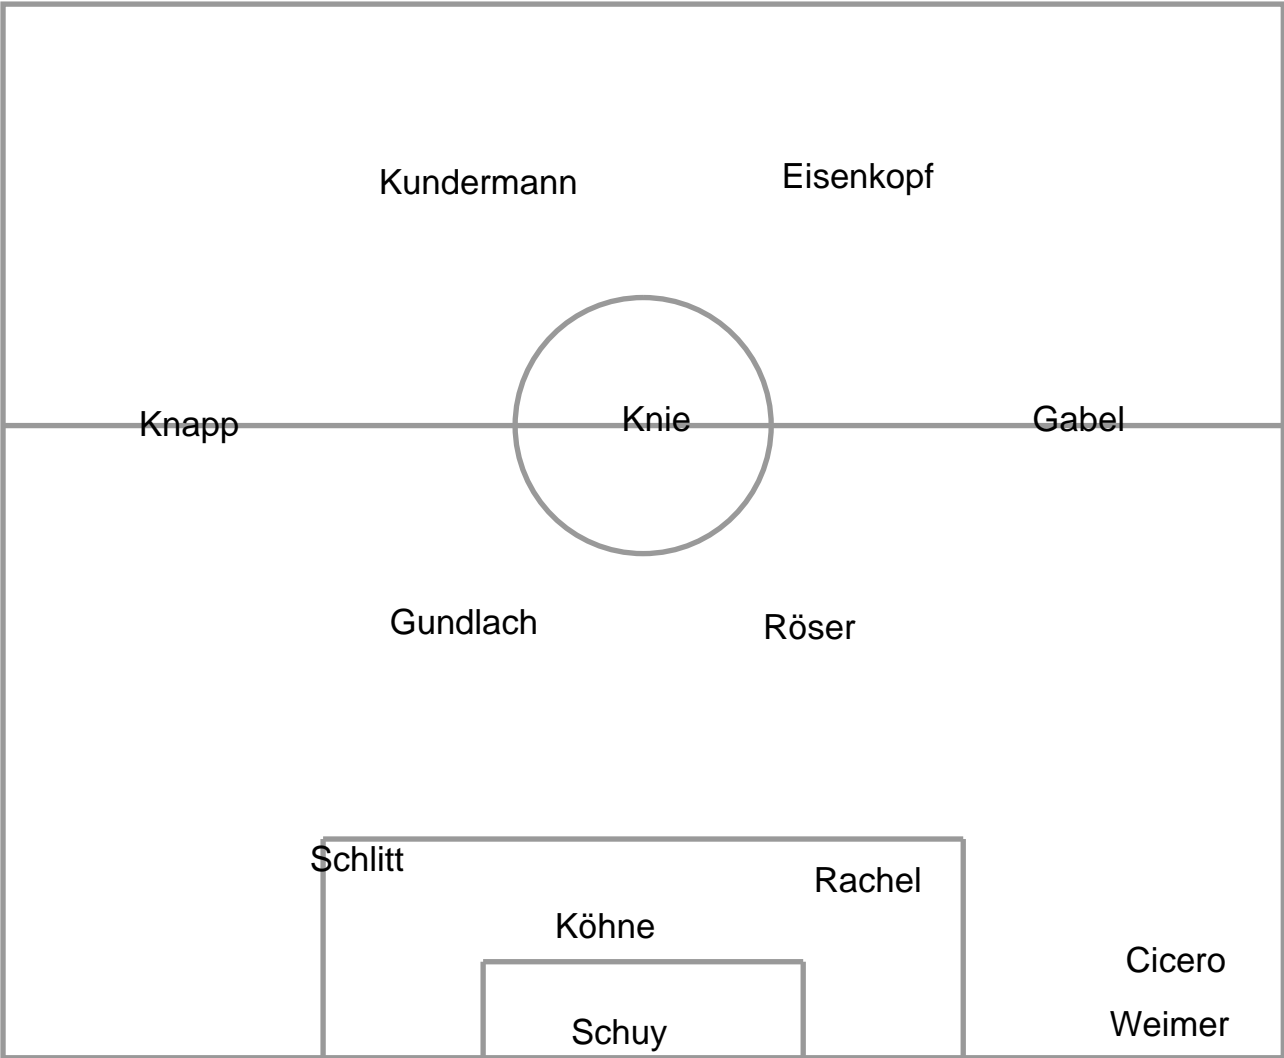 Kundermann Eisenkopf
Knapp Knie Gabel
Gundlach Röser
Schlitt
Rachel
Köhne
Cicero
Weimer
Schuy